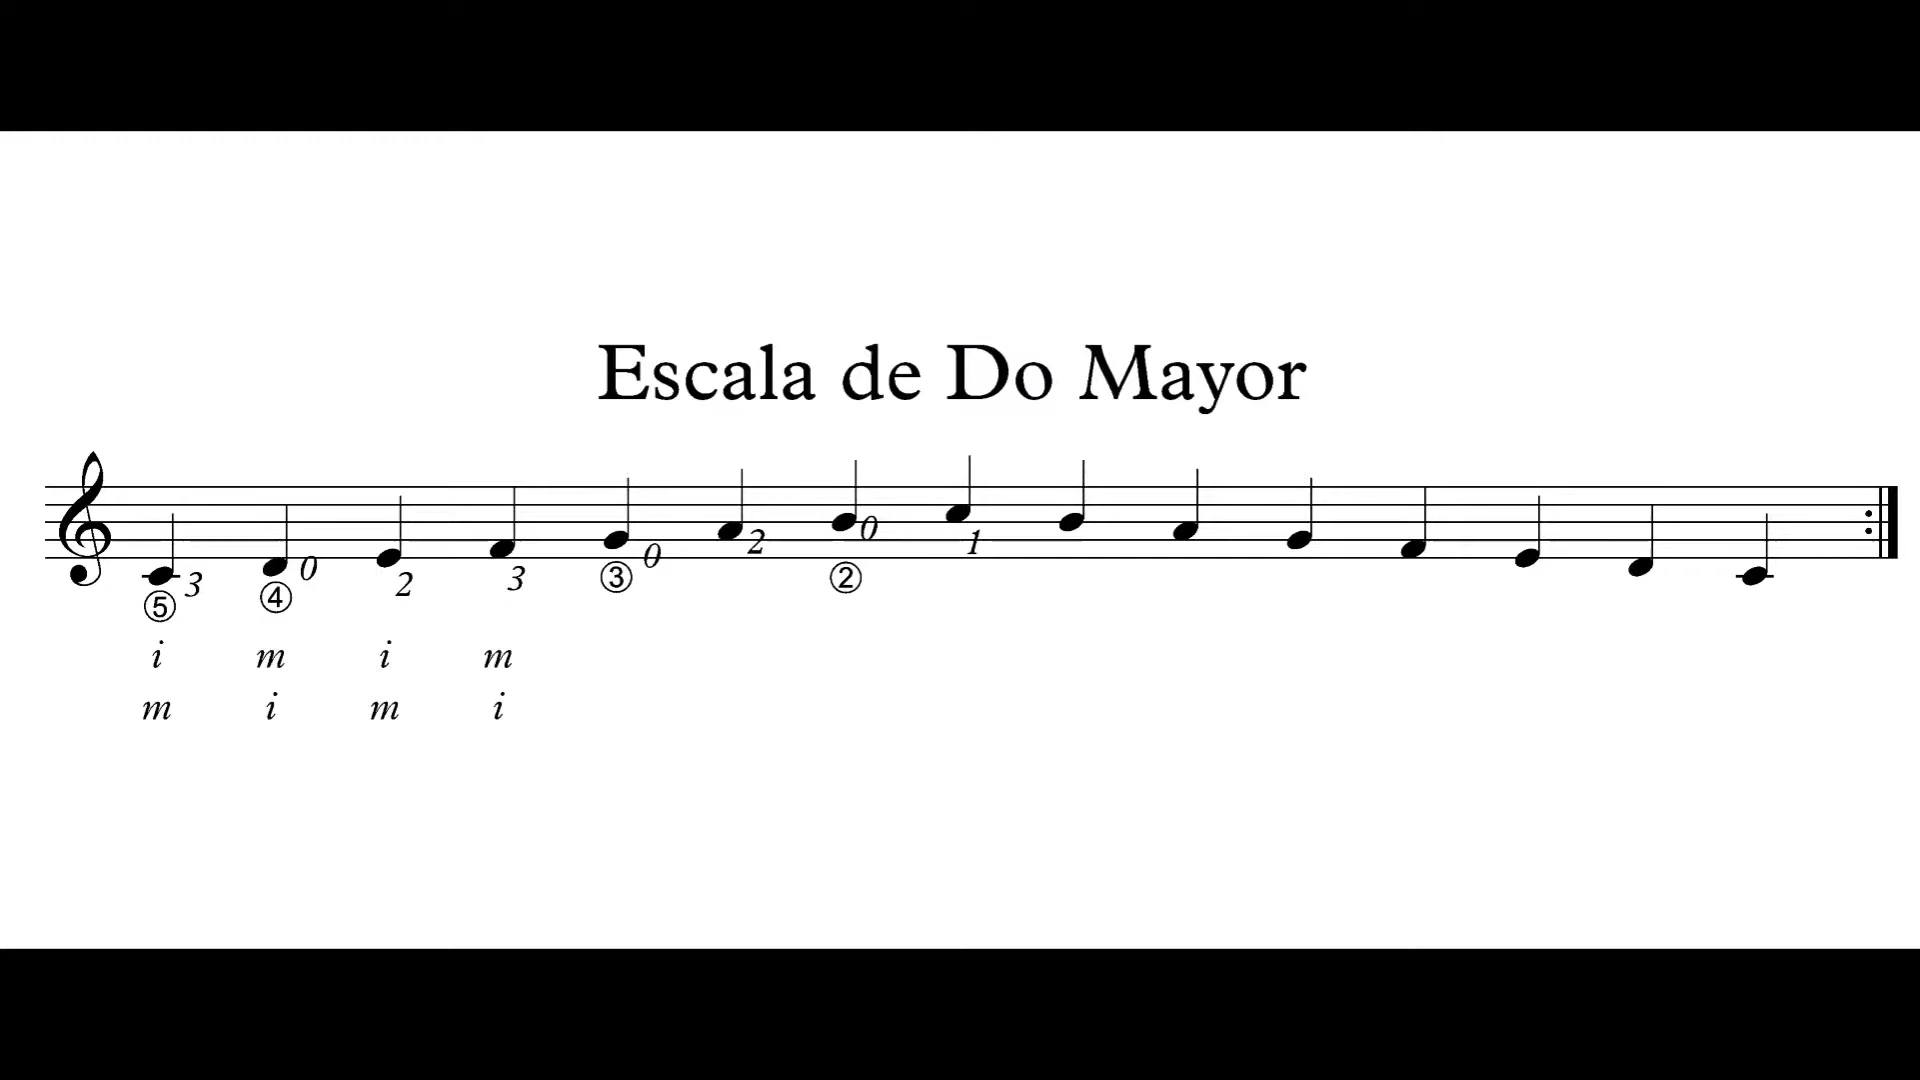 Escala de Do Mayor
3 0 2 3 0 2 0 1
⑤ ④ ③ ②
i m i m
m i m i